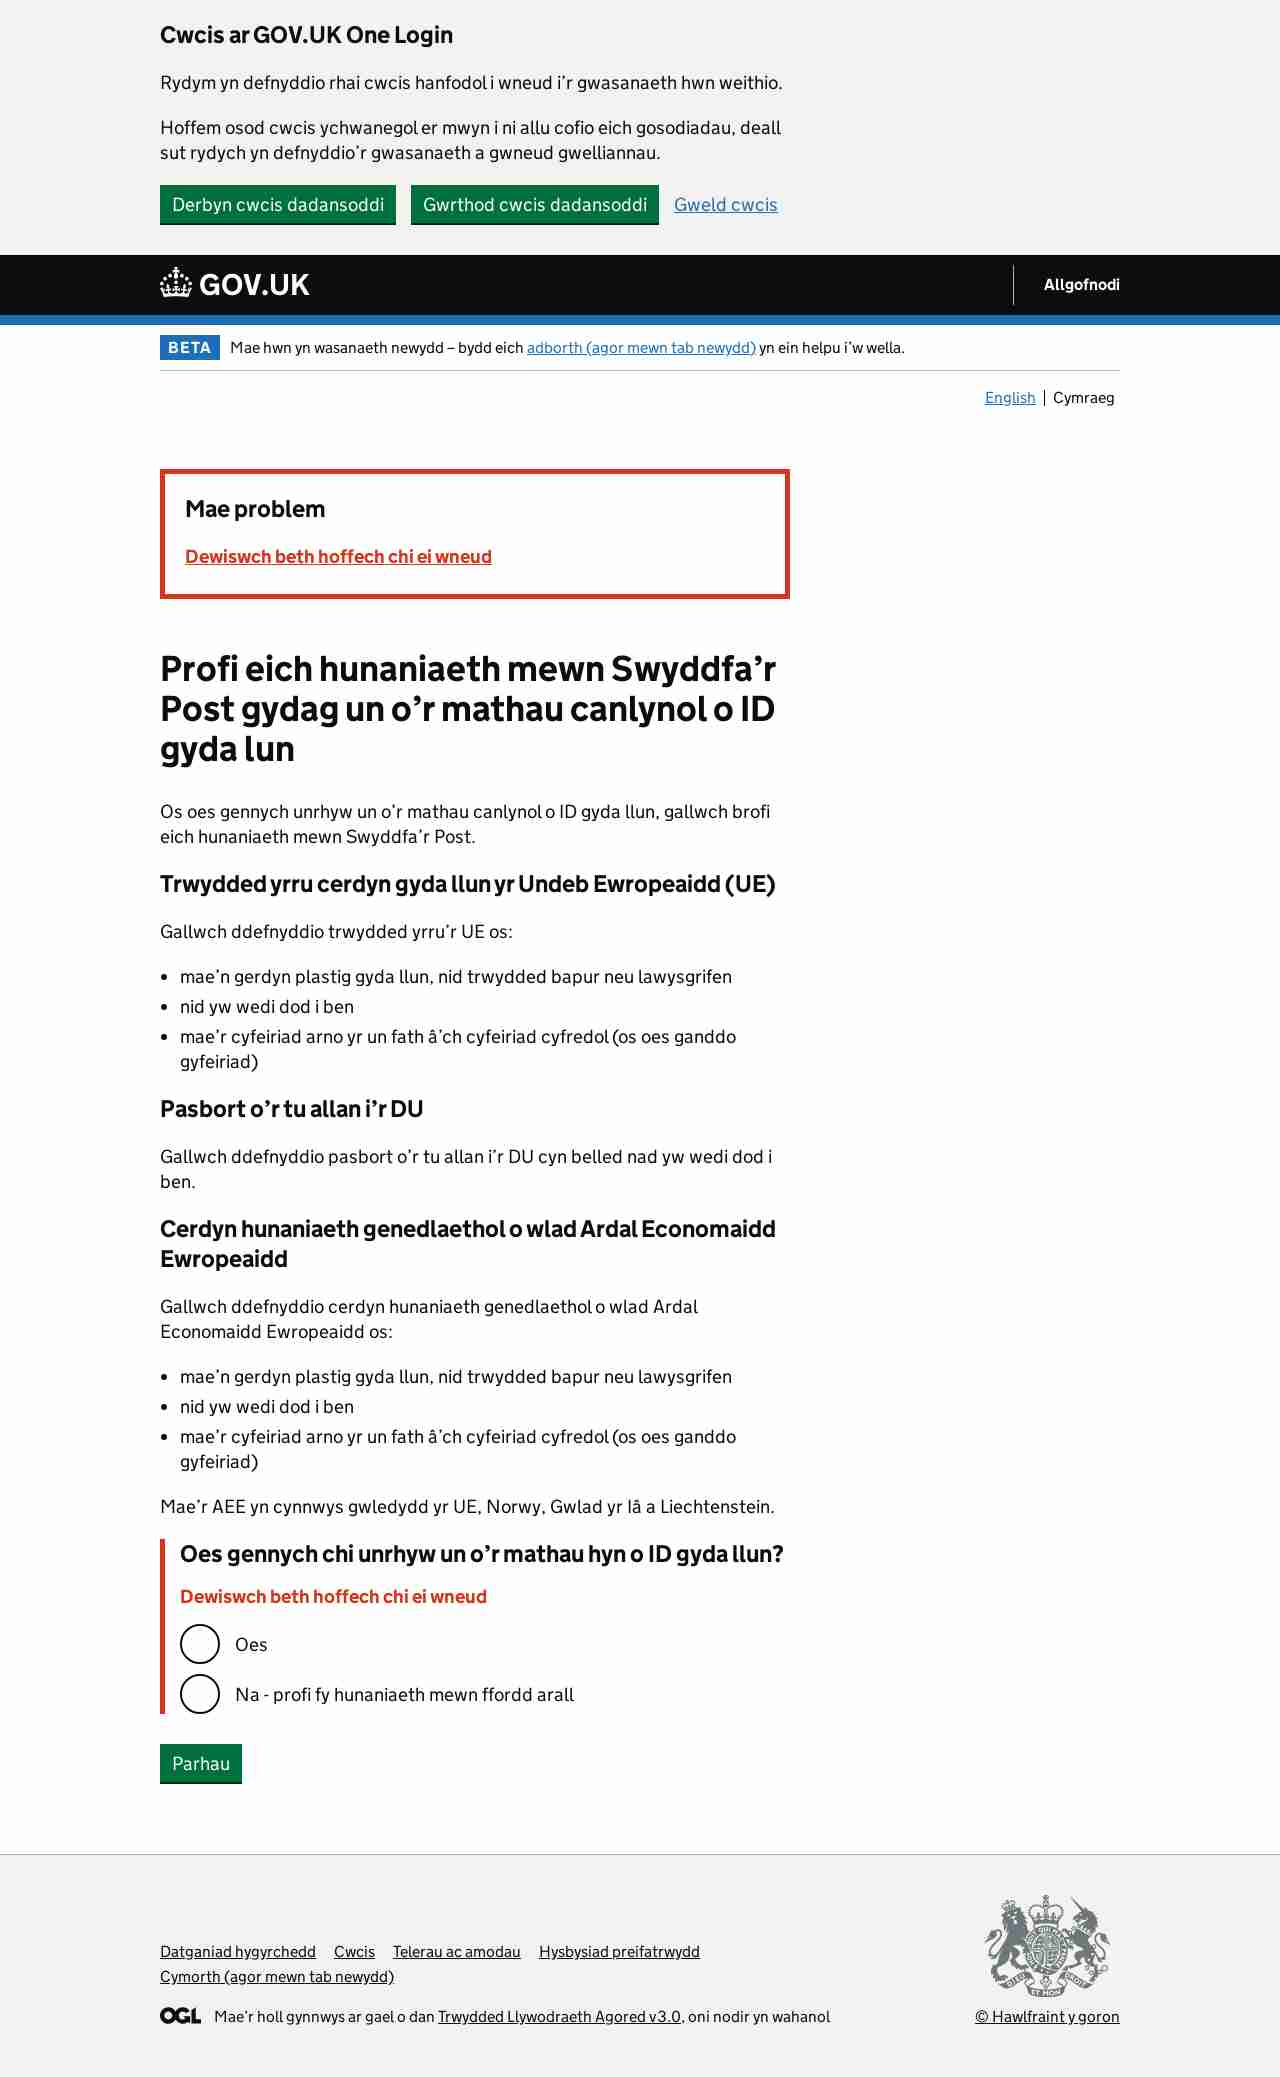 Cwcis ar GOV.UK One Login
Rydym yn defnyddio rhai cwcis hanfodol i wneud i’r gwasanaeth hwn weithio.
Hoffem osod cwcis ychwanegol er mwyn i ni allu cofio eich gosodiadau, deall
sut rydych yn defnyddio’r gwasanaeth a gwneud gwelliannau.
Derbyn cwcis dadansoddi Gwrthod cwcis dadansoddi Gweld cwcis
GOV.UK Allgofnodi
BETA Mae hwn yn wasanaeth newydd – bydd eich adborth (agor mewn tab newydd) yn ein helpu i’w wella.
English Cymraeg
Mae problem
Dewiswch beth hoffech chi ei wneud
Profi eich hunaniaeth mewn Swyddfa’r
Post gydag un o’r mathau canlynol o ID
gyda lun
Os oes gennych unrhyw un o’r mathau canlynol o ID gyda llun, gallwch brofi
eich hunaniaeth mewn Swyddfa’r Post.
Trwydded yrru cerdyn gyda llun yr Undeb Ewropeaidd (UE)
Gallwch ddefnyddio trwydded yrru’r UE os:
• mae’n gerdyn plastig gyda llun, nid trwydded bapur neu lawysgrifen
• nid yw wedi dod i ben
• mae’r cyfeiriad arno yr un fath â’ch cyfeiriad cyfredol (os oes ganddo
gyfeiriad)
Pasbort o’r tu allan i’r DU
Gallwch ddefnyddio pasbort o’r tu allan i’r DU cyn belled nad yw wedi dod i
ben.
Cerdyn hunaniaeth genedlaethol o wlad Ardal Economaidd
Ewropeaidd
Gallwch ddefnyddio cerdyn hunaniaeth genedlaethol o wlad Ardal
Economaidd Ewropeaidd os:
• mae’n gerdyn plastig gyda llun, nid trwydded bapur neu lawysgrifen
• nid yw wedi dod i ben
• mae’r cyfeiriad arno yr un fath â’ch cyfeiriad cyfredol (os oes ganddo
gyfeiriad)
Mae’r AEE yn cynnwys gwledydd yr UE, Norwy, Gwlad yr Iâ a Liechtenstein.
Oes gennych chi unrhyw un o’r mathau hyn o ID gyda llun?
Dewiswch beth hoffech chi ei wneud
Oes
Na - profi fy hunaniaeth mewn ffordd arall
Parhau
Datganiad hygyrchedd Cwcis Telerau ac amodau Hysbysiad preifatrwydd
Cymorth (agor mewn tab newydd)
OGL Mae’r holl gynnwys ar gael o dan Trwydded Llywodraeth Agored v3.0, oni nodir yn wahanol
© Hawlfraint y goron